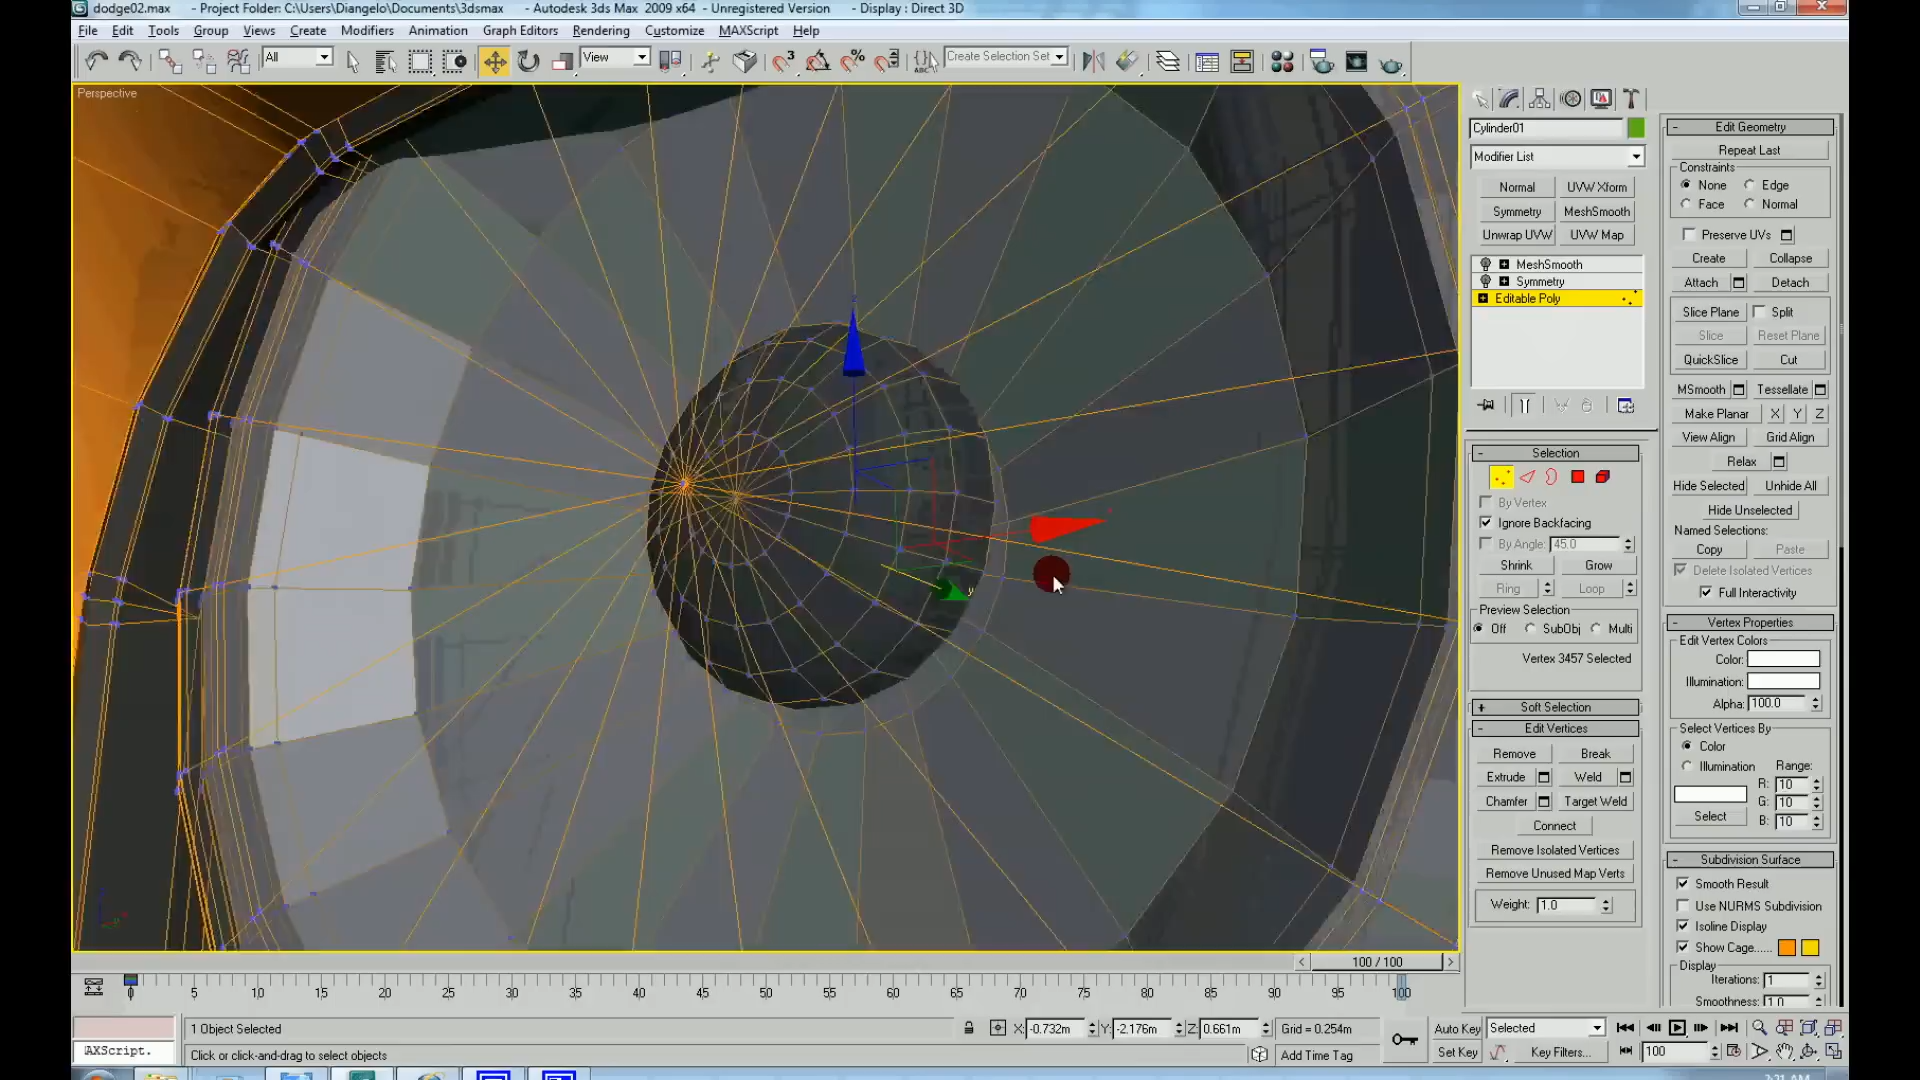 dodge02.max - Project Folder: C:\Users\Diangelo\Documents\3dsmax - Autodesk 3ds Max 2009 x64 - Unregistered Version - Display : Direct 3D
File Edit Tools Group Views Create Modifiers Animation Graph Editors Rendering Customize MAXScript Help
All View 3 Create Selection Set
Perspective
Cylinder01
Modifier List
Normal UVW Xform
Symmetry MeshSmooth
Unwrap UVW UVW Map
MeshSmooth
Symmetry
Editable Poly
Selection
By Vertex
Ignore Backfacing
By Angle: 45.0
Shrink Grow
Ring Loop
Preview Selection
Off SubObj Multi
Vertex 3457 Selected
Soft Selection
Edit Vertices
Remove Break
Extrude Weld
Chamfer Target Weld
Connect
Remove Isolated Vertices
Remove Unused Map Verts
Weight: 1.0
Edit Geometry
Repeat Last
Constraints
None Edge
Face Normal
Preserve UVs
Create Collapse
Attach Detach
Slice Plane Split
Slice Reset Plane
QuickSlice Cut
MSmooth Tessellate
Make Planar X Y Z
View Align Grid Align
Relax
Hide Selected Unhide All
Hide Unselected
Named Selections:
Copy Paste
Delete Isolated Vertices
Full Interactivity
Vertex Properties
Edit Vertex Colors
Color:
Illumination:
Alpha: 100.0
Select Vertices By
Color
Illumination Range:
R: 10
G: 10
B: 10
Select
Subdivision Surface
Smooth Result
Use NURMS Subdivision
Isoline Display
Show Cage......
Display
Iterations: 1
Smoothness: 1.0
100 / 100
0 5 10 15 20 25 30 35 40 45 50 55 60 65 70 75 80 85 90 95 100
1 Object Selected X: -0.732m Y: -2.176m Z: 0.661m Grid = 0.254m Auto Key Selected
AXScript. Click or click-and-drag to select objects Add Time Tag Set Key Key Filters... 100